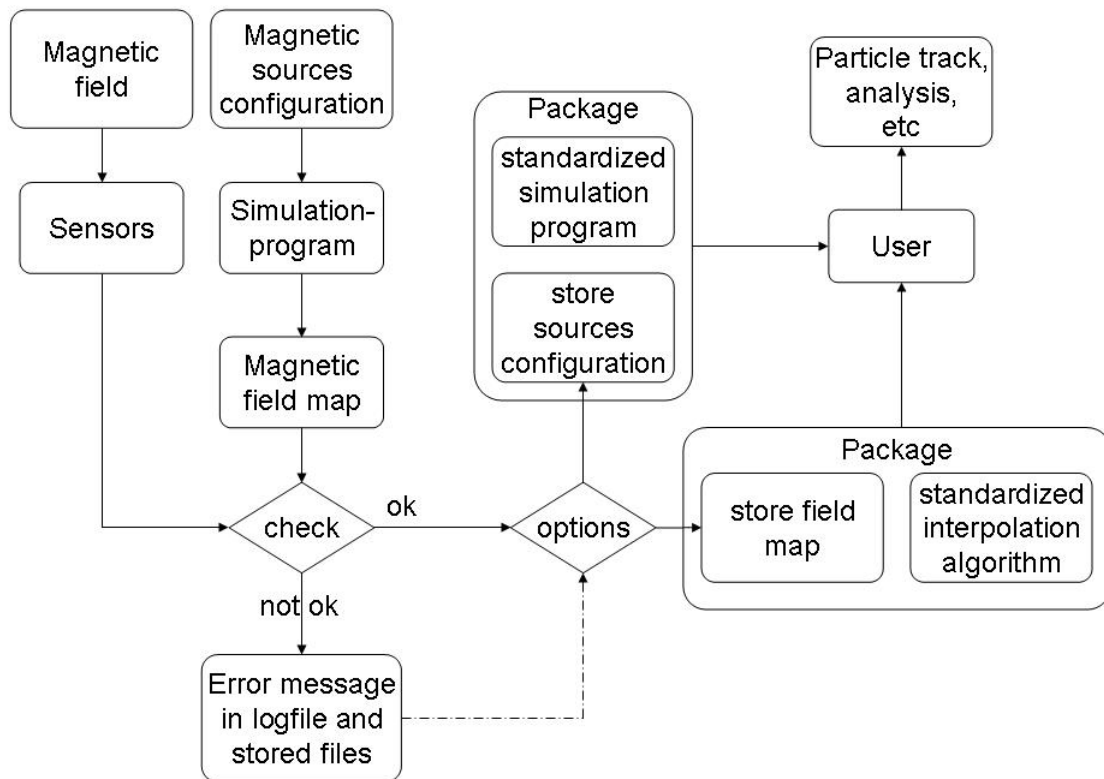 Magnetic
field
Magnetic
sources
configuration
Sensors
Simulation-
program
Magnetic
field map
check
ok
not ok
Error message
in logfile and
stored files
options
Package
standardized
simulation
program
store
sources
configuration
Package
store field
map
standardized
interpolation
algorithm
User
Particle track,
analysis,
etc